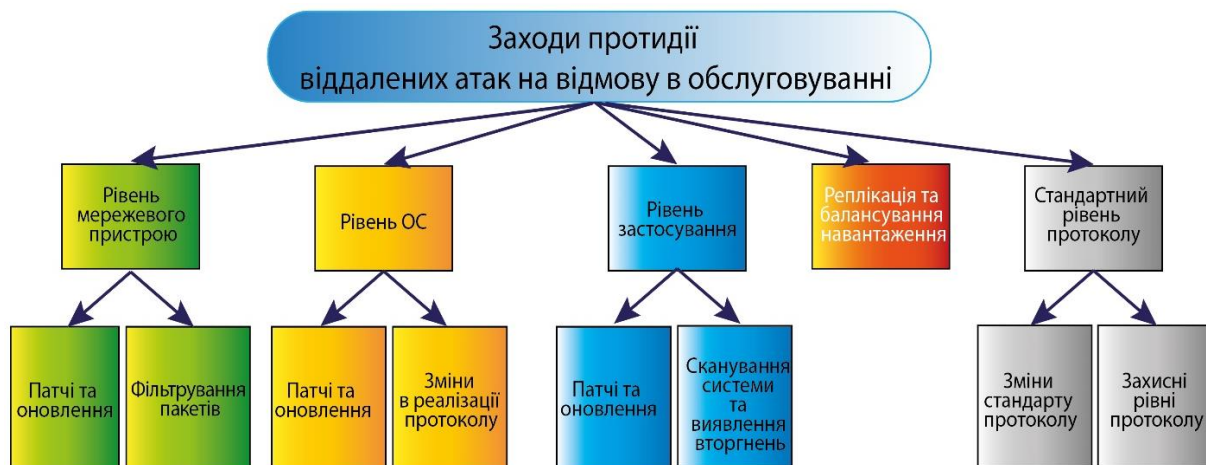 Заходи протидії
віддалених атак на відмову в обслуговуванні
Рівень
мережевого
пристрою
Рівень ОС
Рівень
застосування
Реплікація та
балансування
навантаження
Стандартний
рівень
протоколу
Патчі та
оновлення
Фільтрування
пакетів
Патчі та
оновлення
Зміни
в реалізації
протоколу
Патчі та
оновлення
Сканування
системи
та
виявлення
вторгнень
Зміни
стандарту
протоколу
Захисні
рівні
протоколу